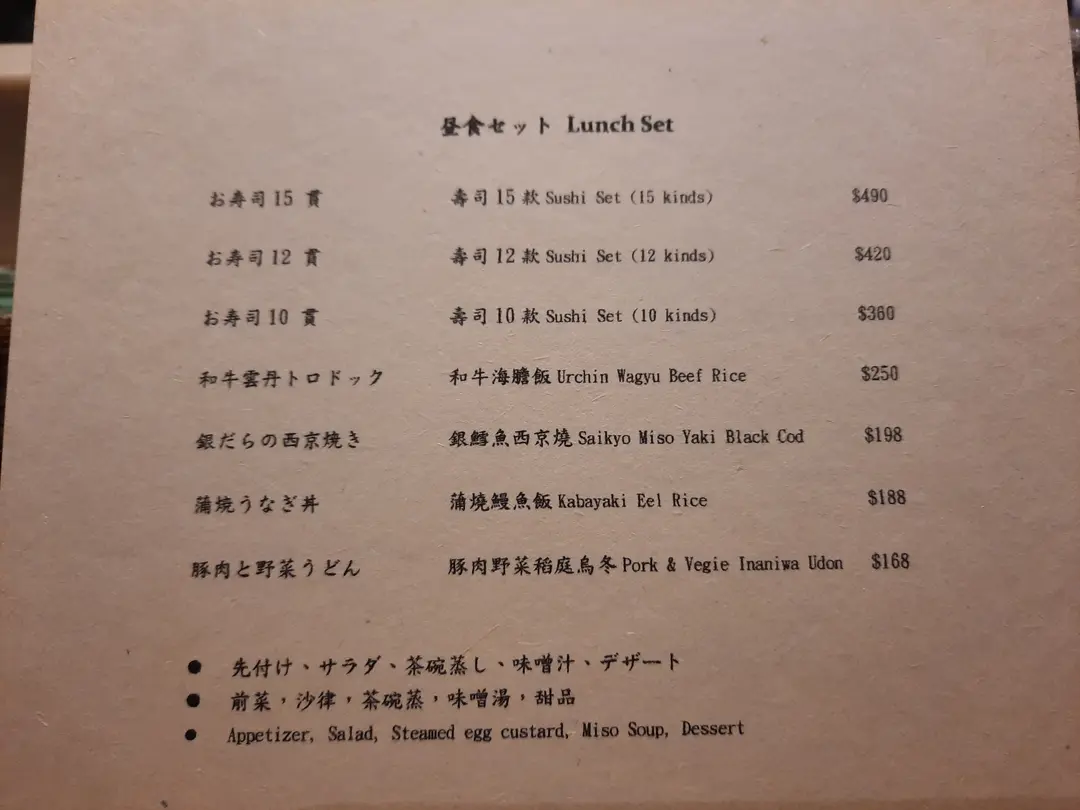 昼食セット Lunch Set
お寿司15 貫 壽司 15 款 Sushi Set (15 kinds) $490
お寿司12 貫 壽司 12 款 Sushi Set (12 kinds) $420
お寿司10 貫 壽司 10 款 Sushi Set (10 kinds) $360
和牛雲丹トロドック 和牛海膽飯 Urchin Wagyu Beef Rice $250
銀だらの西京焼き 銀鱈魚西京燒 Saikyo Miso Yaki Black Cod $198
蒲焼うなぎ丼 蒲燒鰻魚飯 Kabayaki Eel Rice $188
豚肉と野菜うどん 豚肉野菜稻庭烏冬 Pork & Vegie Inaniwa Udon $168
● 先付け、サラダ、茶碗蒸し、味噌汁、デザート
● 前菜，沙律，茶碗蒸，味噌湯，甜品
● Appetizer, Salad, Steamed egg custard, Miso Soup, Dessert